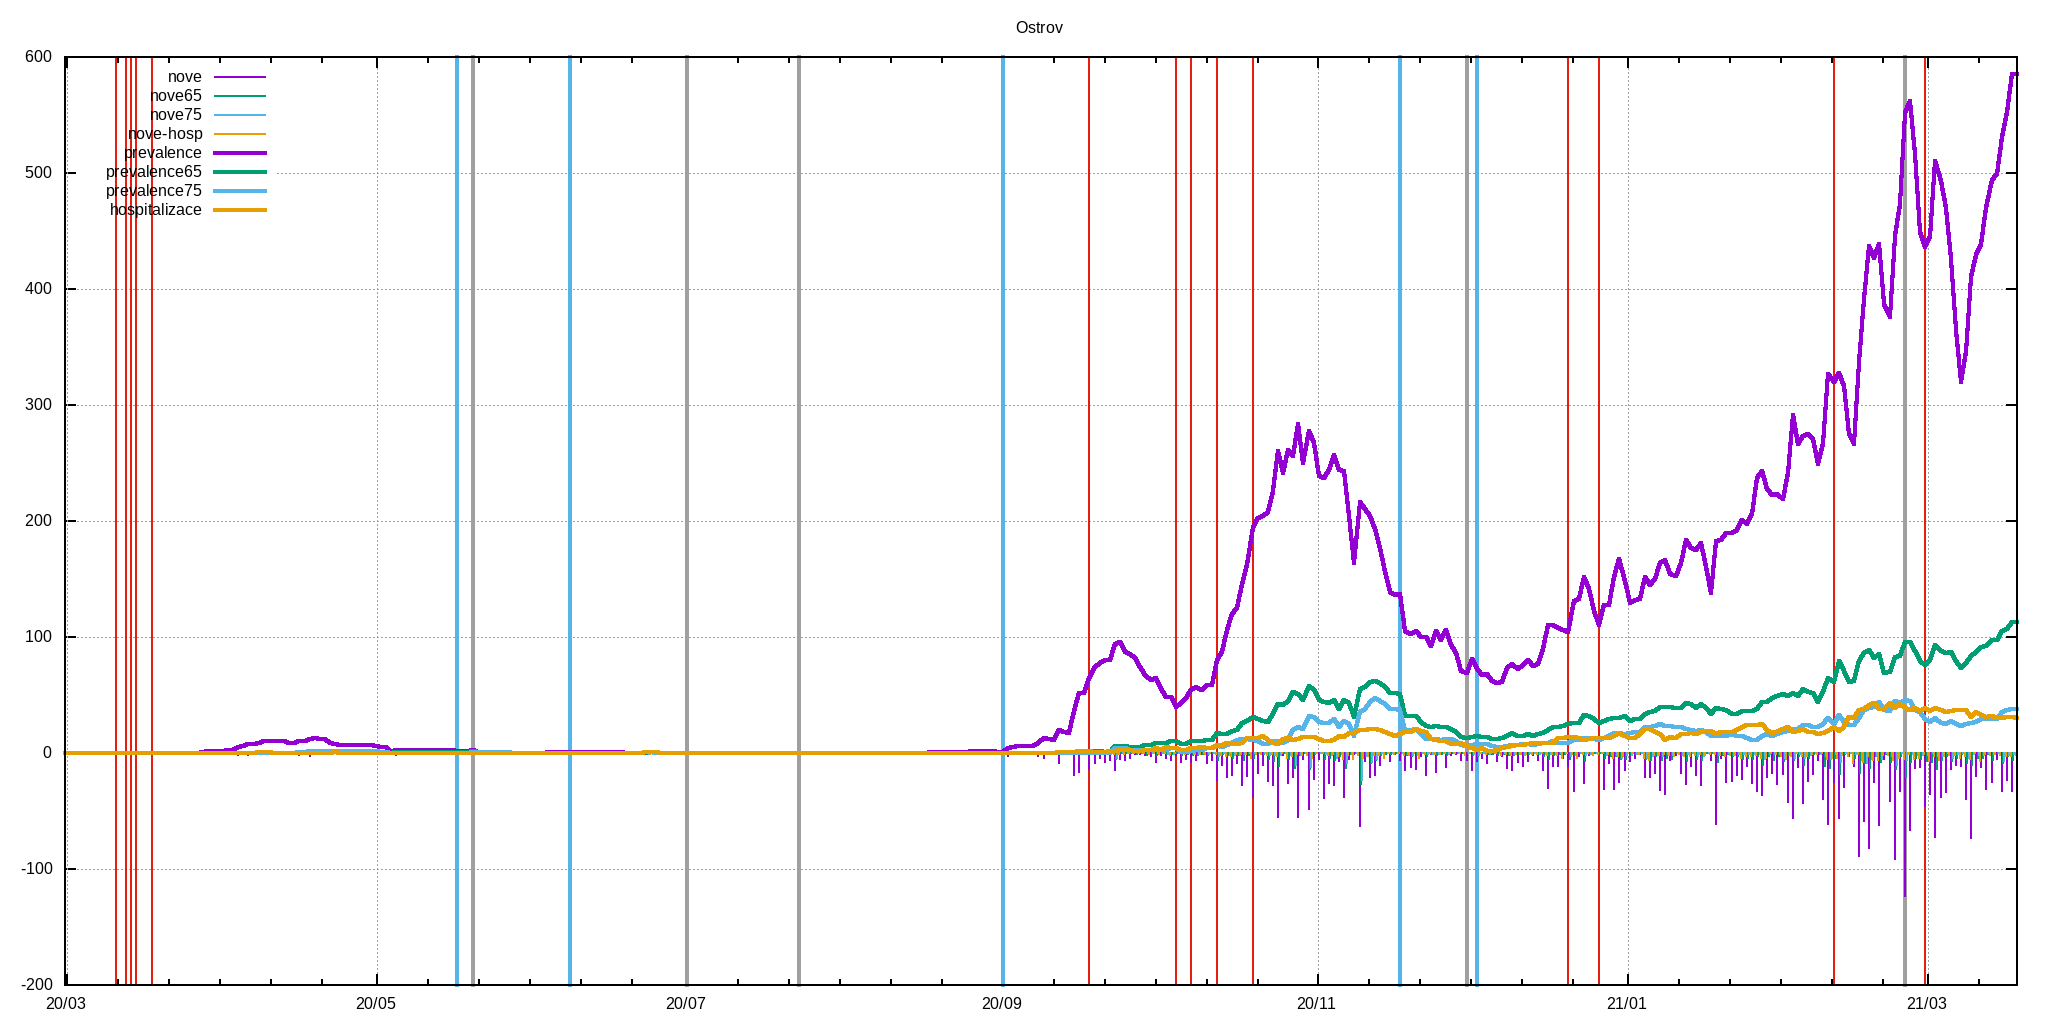 Ostrov
600
nove
nove65
nove75
nove-hosp
prevalence
prevalence65
prevalence75
hospitalizace
500
400
300
200
100
0
-100
-200
20/03 20/05 20/07 20/09 20/11 21/01 21/03